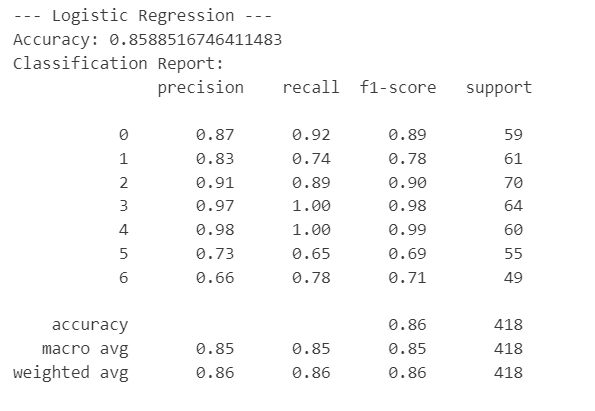 --- Logistic Regression ---
Accuracy: 0.8588516746411483
Classification Report:
precision recall f1-score support
0 0.87 0.92 0.89 59
1 0.83 0.74 0.78 61
2 0.91 0.89 0.90 70
3 0.97 1.00 0.98 64
4 0.98 1.00 0.99 60
5 0.73 0.65 0.69 55
6 0.66 0.78 0.71 49
accuracy 0.86 418
macro avg 0.85 0.85 0.85 418
weighted avg 0.86 0.86 0.86 418